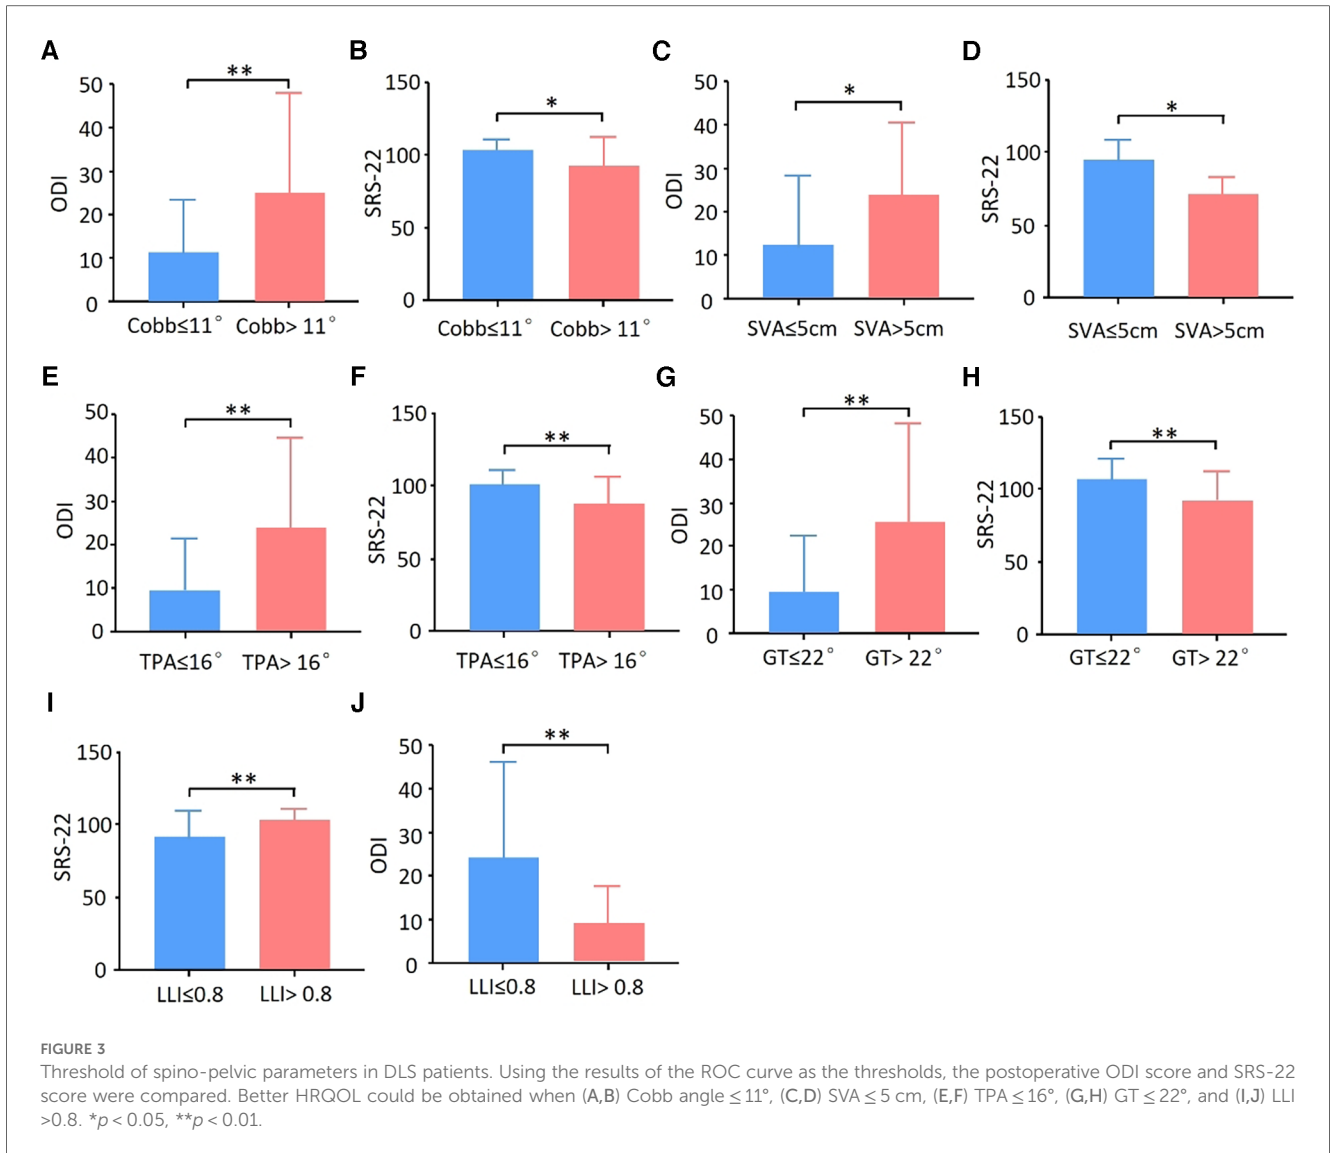 A
**
50
40
30
20
10
0
ODI
Cobb≤11° Cobb> 11°
B
*
150
100
50
0
SRS-22
Cobb≤11° Cobb> 11°
C
*
50
40
30
20
10
0
ODI
SVA≤5cm SVA>5cm
D
*
150
100
50
0
SRS-22
SVA≤5cm SVA>5cm
E
**
50
40
30
20
10
0
ODI
TPA≤16° TPA> 16°
F
**
150
100
50
0
SRS-22
TPA≤16° TPA> 16°
G
**
50
40
30
20
10
0
ODI
GT≤22° GT> 22°
H
**
150
100
50
0
SRS-22
GT≤22° GT> 22°
I
**
150
100
50
0
SRS-22
LLI≤0.8 LLI> 0.8
J
**
50
40
30
20
10
0
ODI
LLI≤0.8 LLI> 0.8
FIGURE 3
Threshold of spino-pelvic parameters in DLS patients. Using the results of the ROC curve as the thresholds, the postoperative ODI score and SRS-22
score were compared. Better HRQOL could be obtained when (A,B) Cobb angle ≤ 11°, (C,D) SVA ≤ 5 cm, (E,F) TPA ≤ 16°, (G,H) GT ≤ 22°, and (I,J) LLI
>0.8. *p < 0.05, **p < 0.01.